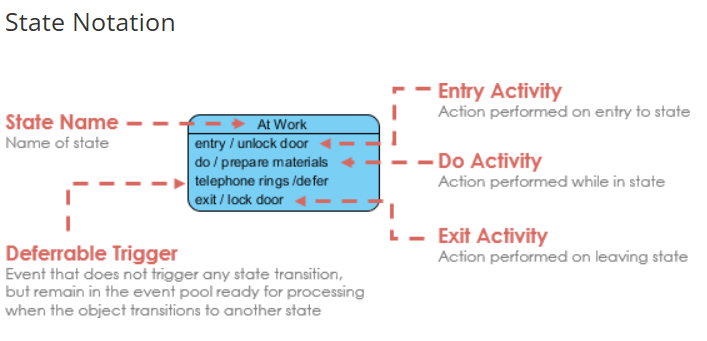 State Notation
State Name
Name of state
At Work
entry / unlock door
do / prepare materials
telephone rings /defer
exit / lock door
Entry Activity
Action performed on entry to state
Do Activity
Action performed while in state
Exit Activity
Action performed on leaving state
Deferrable Trigger
Event that does not trigger any state transition,
but remain in the event pool ready for processing
when the object transitions to another state